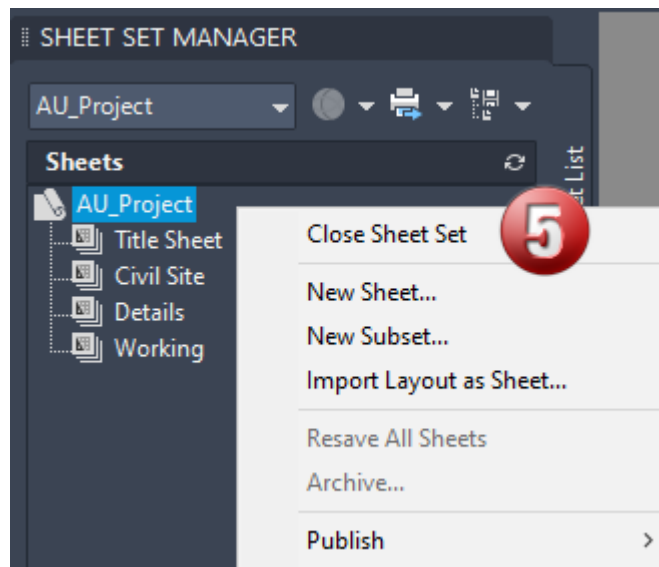 SHEET SET MANAGER
AU_Project
Sheets
et List
AU_Project
Title Sheet
Civil Site
Details
Working
Close Sheet Set
5
New Sheet...
New Subset...
Import Layout as Sheet...
Resave All Sheets
Archive...
Publish